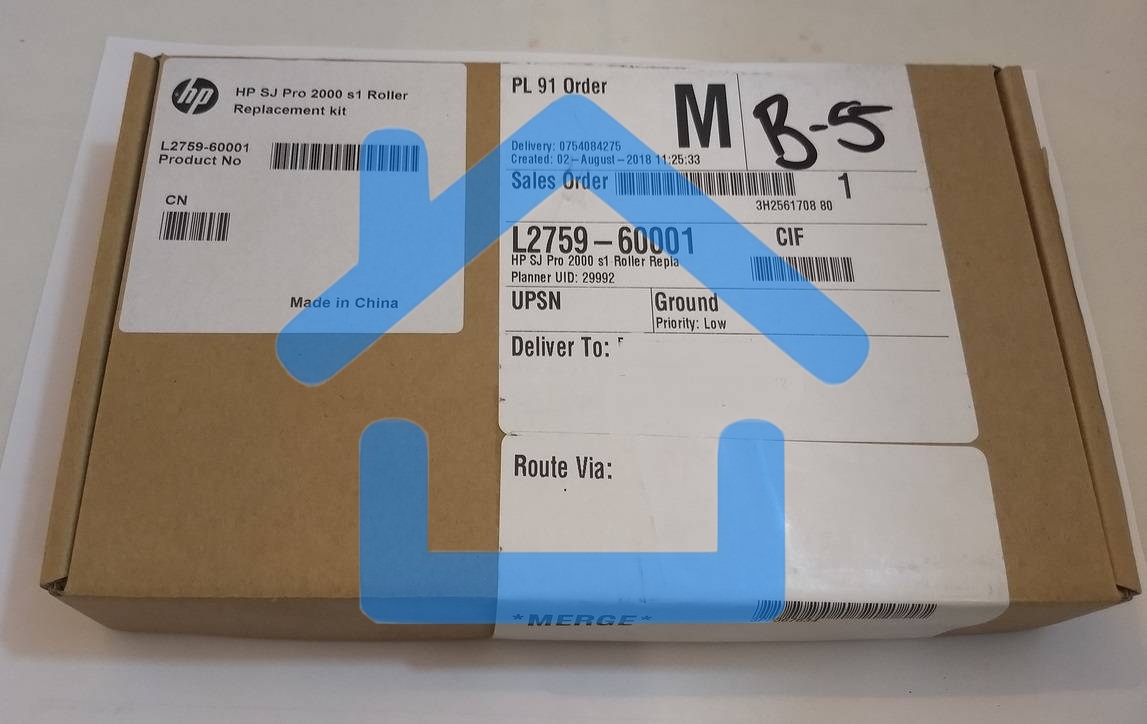 hp
HP SJ Pro 2000 s1 Roller
Replacement kit
L2759-60001
Product No
CN
Made in China
PL 91 Order
M
B-5
Delivery: 0754084275
Created: 02-August-2018 11:25:33
Sales Order
1
3H2561708 80
L2759-60001
CIF
HP SJ Pro 2000 s1 Roller Repla
Planner UID: 29992
UPSN
Ground
Priority: Low
Deliver To:
Route Via:
*MERGE*